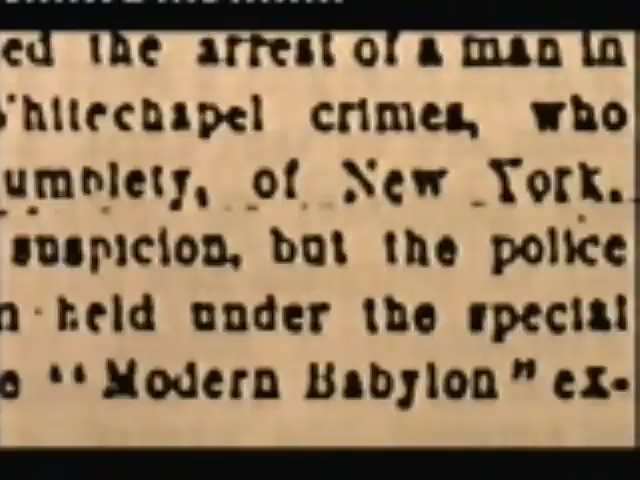 ed the arrest of a man in
hitechapel crimes, who
umblety, of New York.
suspicion, but the police
n held under the special
e "Modern Babylon" ex-